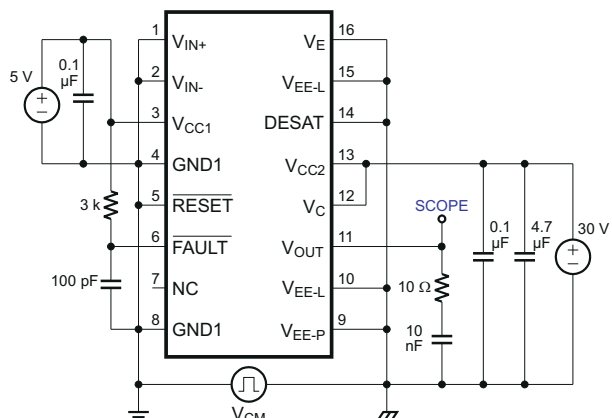 1 V_IN+ V_E 16
2 V_IN- V_EE-L 15
3 V_CC1 DESAT 14
4 GND1 V_CC2 13
5 RESET V_C 12
6 FAULT V_OUT 11
7 NC V_EE-L 10
8 GND1 V_EE-P 9
5 V
+
−
0.1
µF
3 k
100 pF
SCOPE
10 Ω
10
nF
0.1
µF
4.7
µF
30 V
+
−
V_CM